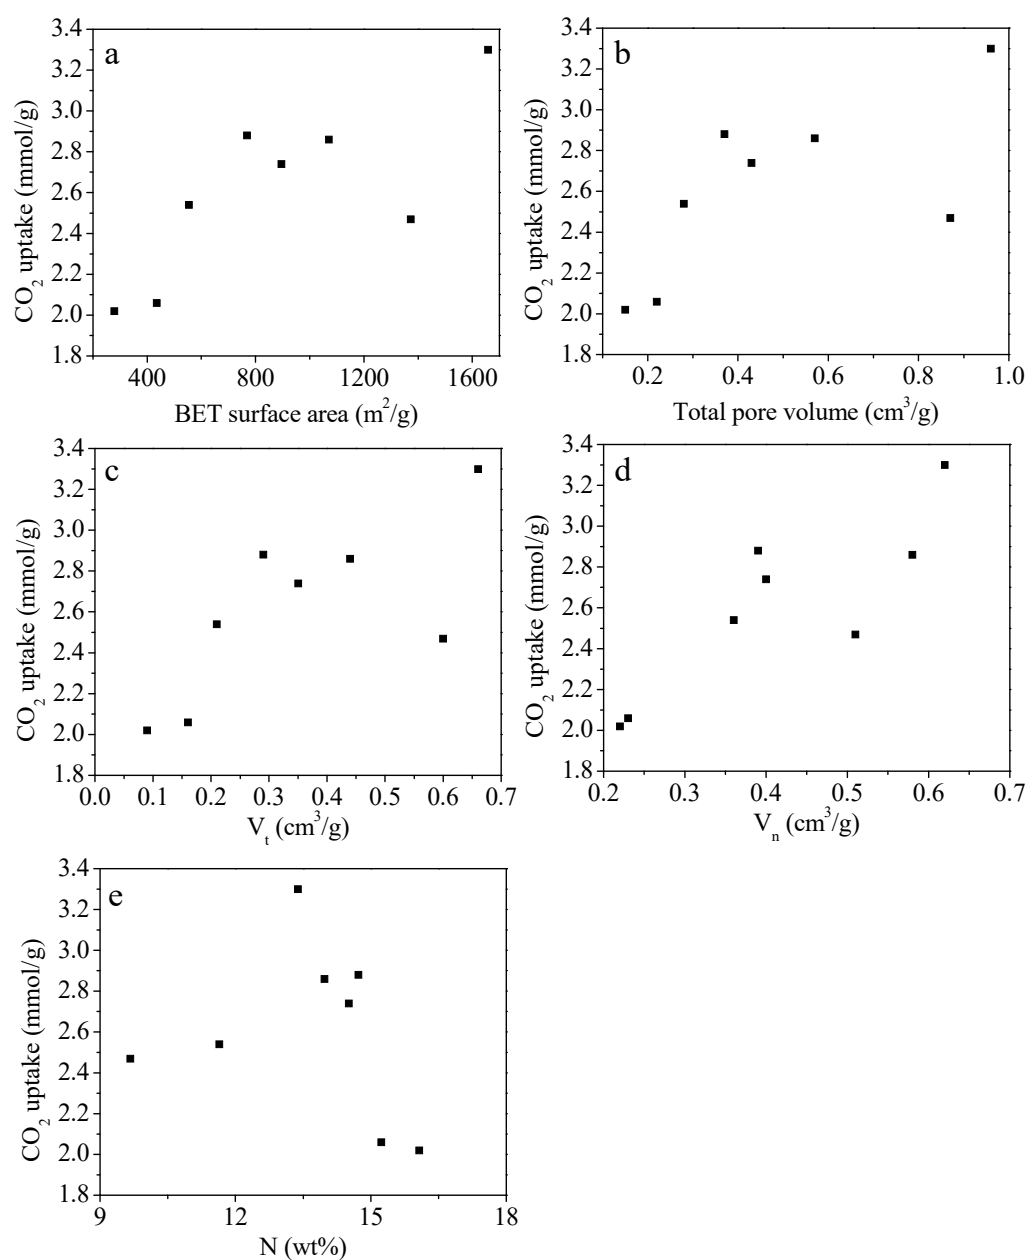 a
3.4
3.2
3.0
2.8
2.6
2.4
2.2
2.0
1.8
CO2 uptake (mmol/g)
400 800 1200 1600
BET surface area (m²/g)
b
3.4
3.2
3.0
2.8
2.6
2.4
2.2
2.0
1.8
CO2 uptake (mmol/g)
0.2 0.4 0.6 0.8 1.0
Total pore volume (cm³/g)
c
3.4
3.2
3.0
2.8
2.6
2.4
2.2
2.0
1.8
CO2 uptake (mmol/g)
0.0 0.1 0.2 0.3 0.4 0.5 0.6 0.7
Vt (cm³/g)
d
3.4
3.2
3.0
2.8
2.6
2.4
2.2
2.0
1.8
CO2 uptake (mmol/g)
0.2 0.3 0.4 0.5 0.6 0.7
Vn (cm³/g)
e
3.4
3.2
3.0
2.8
2.6
2.4
2.2
2.0
1.8
CO2 uptake (mmol/g)
9 12 15 18
N (wt%)